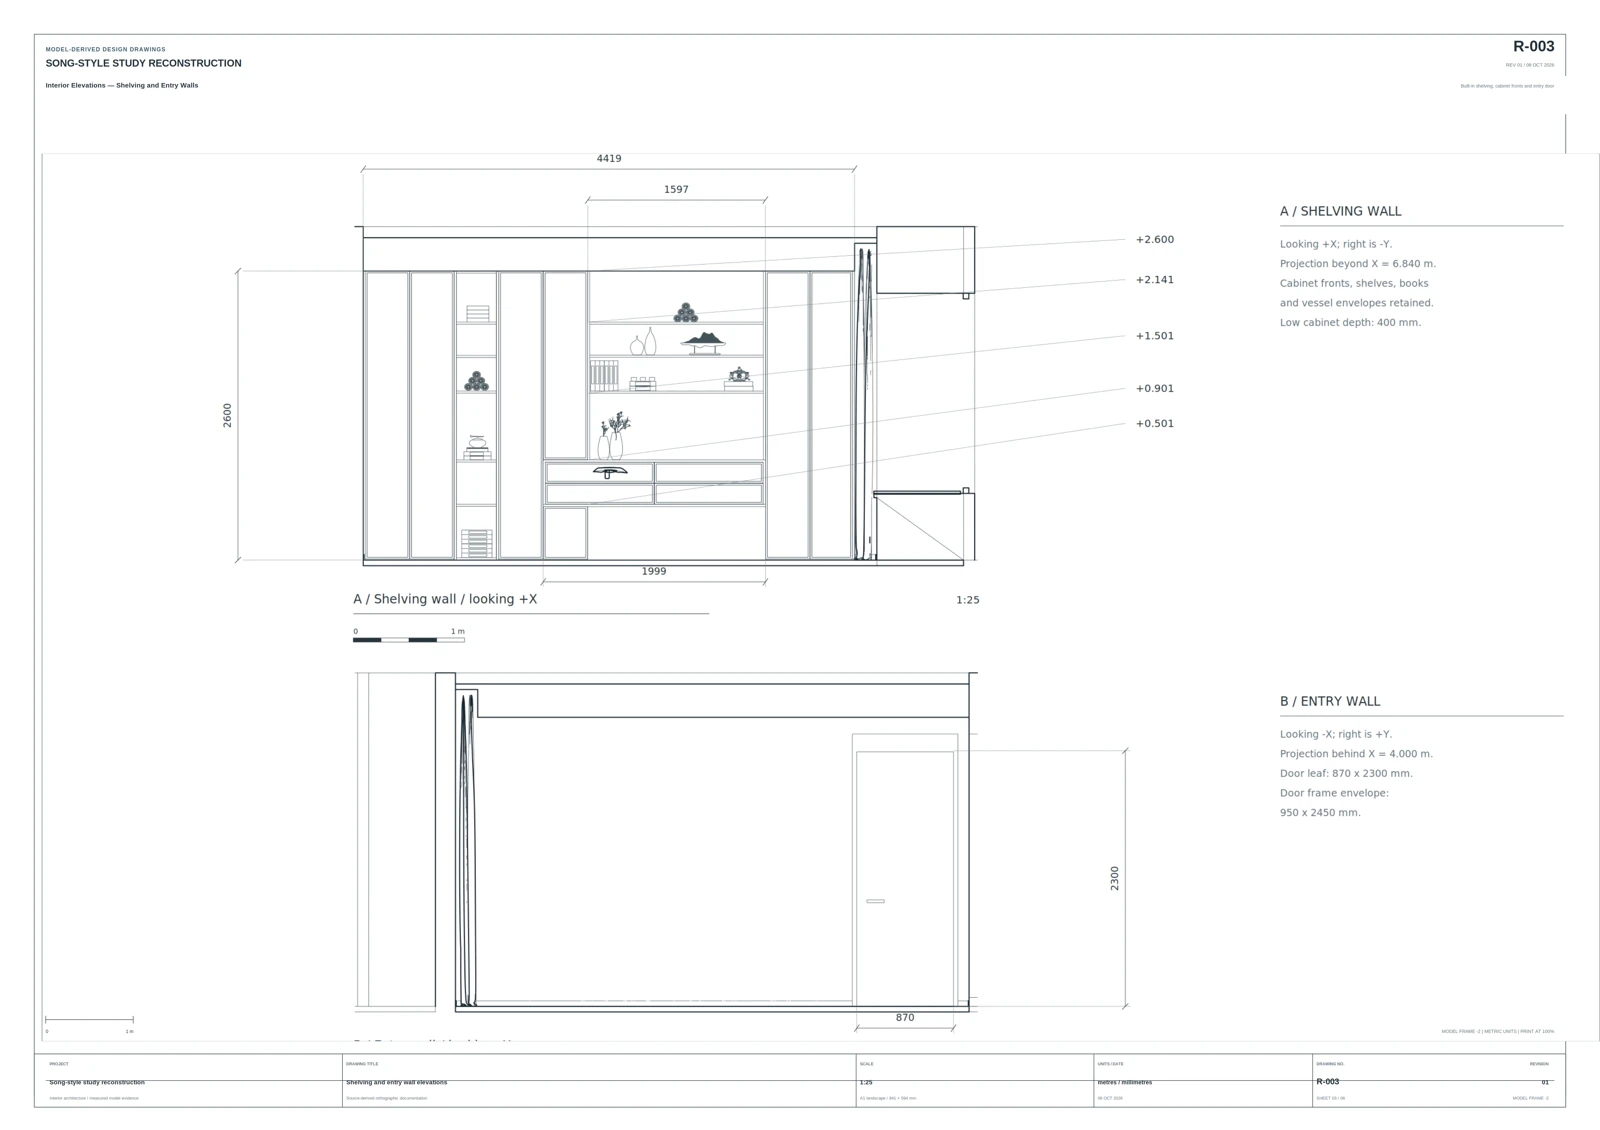 MODEL-DERIVED DESIGN DRAWINGS
SONG-STYLE STUDY RECONSTRUCTION
Interior Elevations — Shelving and Entry Walls
R-003
REV 01 / 06 OCT 2026
Built-in shelving, cabinet fronts and entry door
4419
1597
+2.600
+2.141
+1.501
+0.901
+0.501
2600
1999
A / Shelving wall / looking +X
1:25
0 1 m
A / SHELVING WALL
Looking +X; right is -Y.
Projection beyond X = 6.840 m.
Cabinet fronts, shelves, books
and vessel envelopes retained.
Low cabinet depth: 400 mm.
B / ENTRY WALL
Looking -X; right is +Y.
Projection behind X = 4.000 m.
Door leaf: 870 x 2300 mm.
Door frame envelope:
950 x 2450 mm.
2300
870
0 1 m
MODEL FRAME -2 | METRIC UNITS | PRINT AT 100%
PROJECT
Song-style study reconstruction
Interior architecture / measured model evidence
DRAWING TITLE
Shelving and entry wall elevations
Source-derived orthographic documentation
SCALE
1:25
A1 landscape / 841 × 594 mm
UNITS / DATE
metres / millimetres
06 OCT 2026
DRAWING NO.
R-003
SHEET 03 / 06
REVISION
01
MODEL FRAME -2